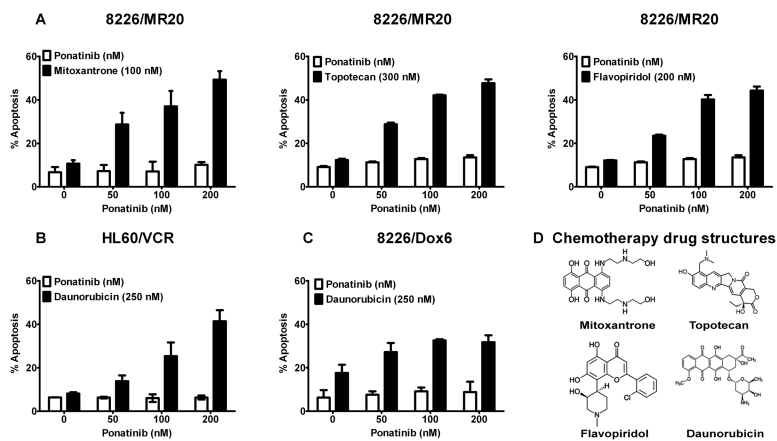 A
8226/MR20
Ponatinib (nM)
Mitoxantrone (100 nM)
% Apoptosis
60
40
20
0
0 50 100 200
Ponatinib (nM)
8226/MR20
Ponatinib (nM)
Topotecan (300 nM)
% Apoptosis
60
40
20
0
0 50 100 200
Ponatinib (nM)
8226/MR20
Ponatinib (nM)
Flavopiridol (200 nM)
% Apoptosis
60
40
20
0
0 50 100 200
Ponatinib (nM)
B
HL60/VCR
Ponatinib (nM)
Daunorubicin (250 nM)
% Apoptosis
60
40
20
0
0 50 100 200
Ponatinib (nM)
C
8226/Dox6
Ponatinib (nM)
Daunorubicin (250 nM)
% Apoptosis
60
40
20
0
0 50 100 200
Ponatinib (nM)
D Chemotherapy drug structures
Mitoxantrone
Topotecan
Flavopiridol
Daunorubicin